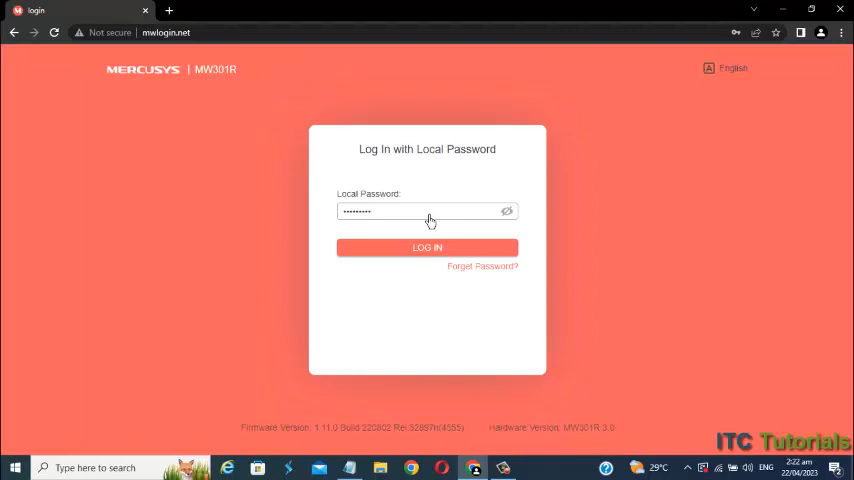 login
Not secure
mwlogin.net
MERCUSYS | MW301R
English
Log In with Local Password
Local Password:
•••••••••
LOG IN
Forget Password?
Firmware Version: 1.11.0 Build 220802 Rel.52897n(4555) Hardware Version: MW301R 3.0
ITC Tutorials
Type here to search
29°C
ENG
2:22 am
22/04/2023
2